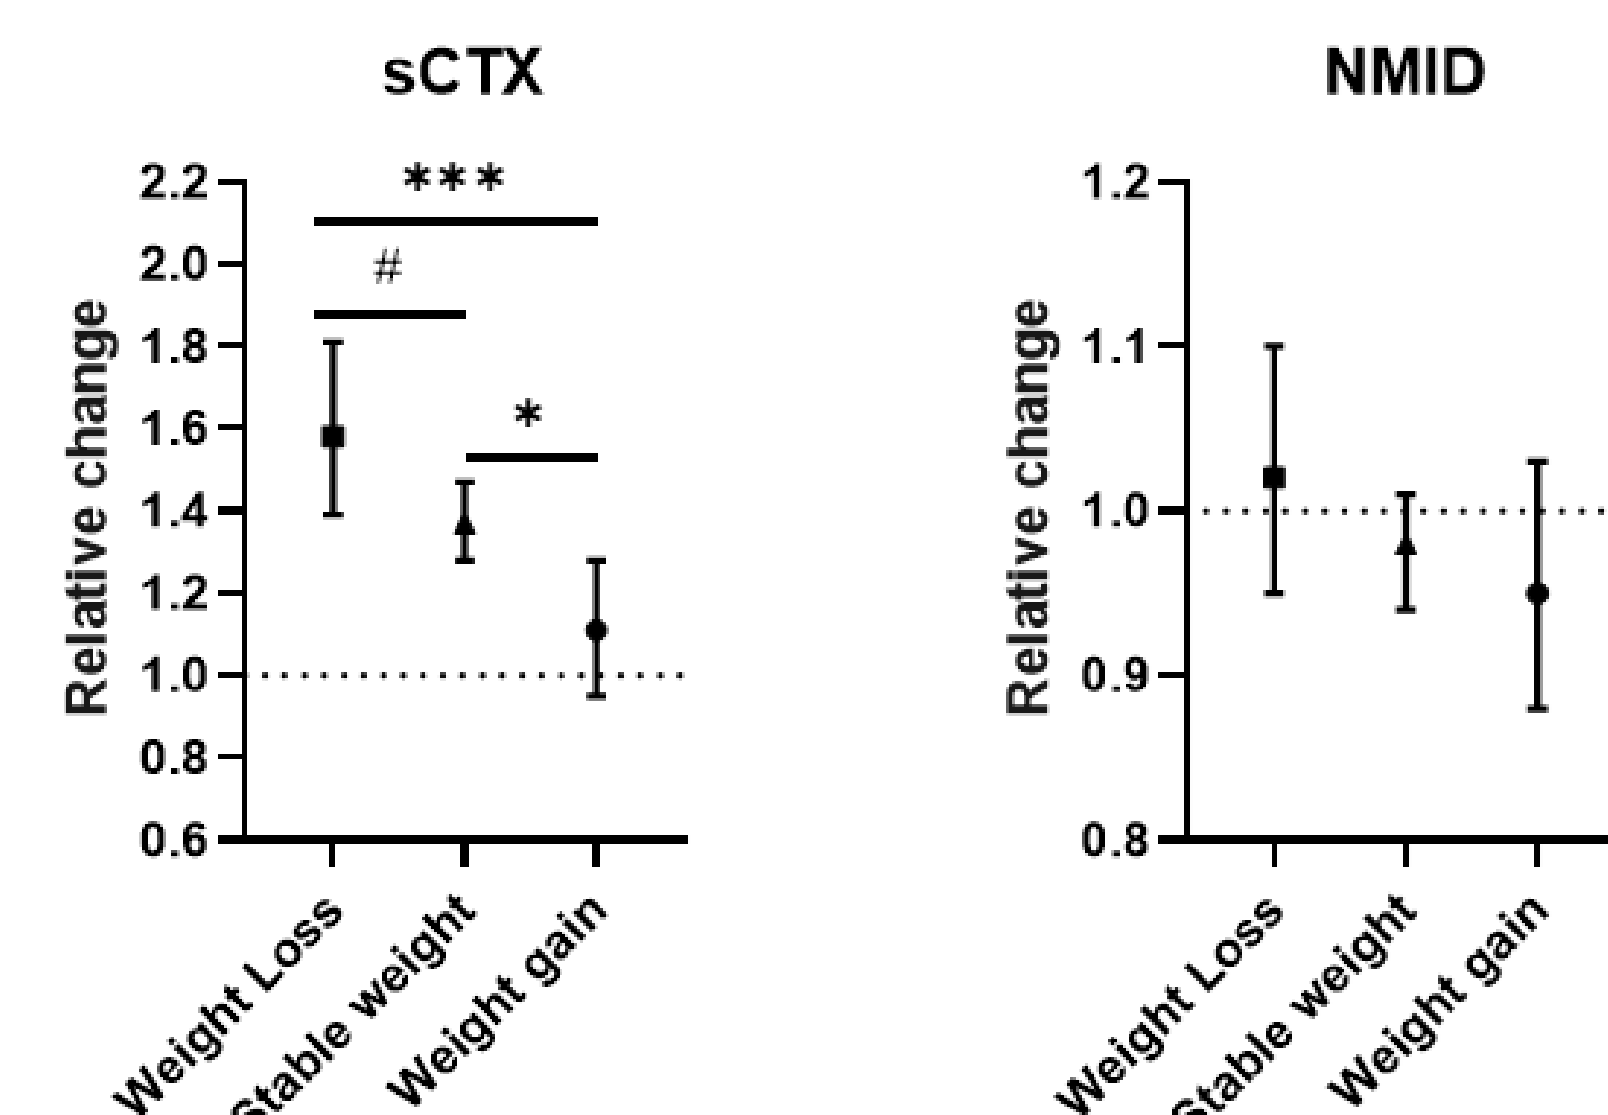 sCTX
***
#
*
2.2
2.0
1.8
1.6
1.4
1.2
1.0
0.8
0.6
Relative change
Weight Loss
Stable weight
Weight gain
NMID
1.2
1.1
1.0
0.9
0.8
Relative change
Weight Loss
Stable weight
Weight gain